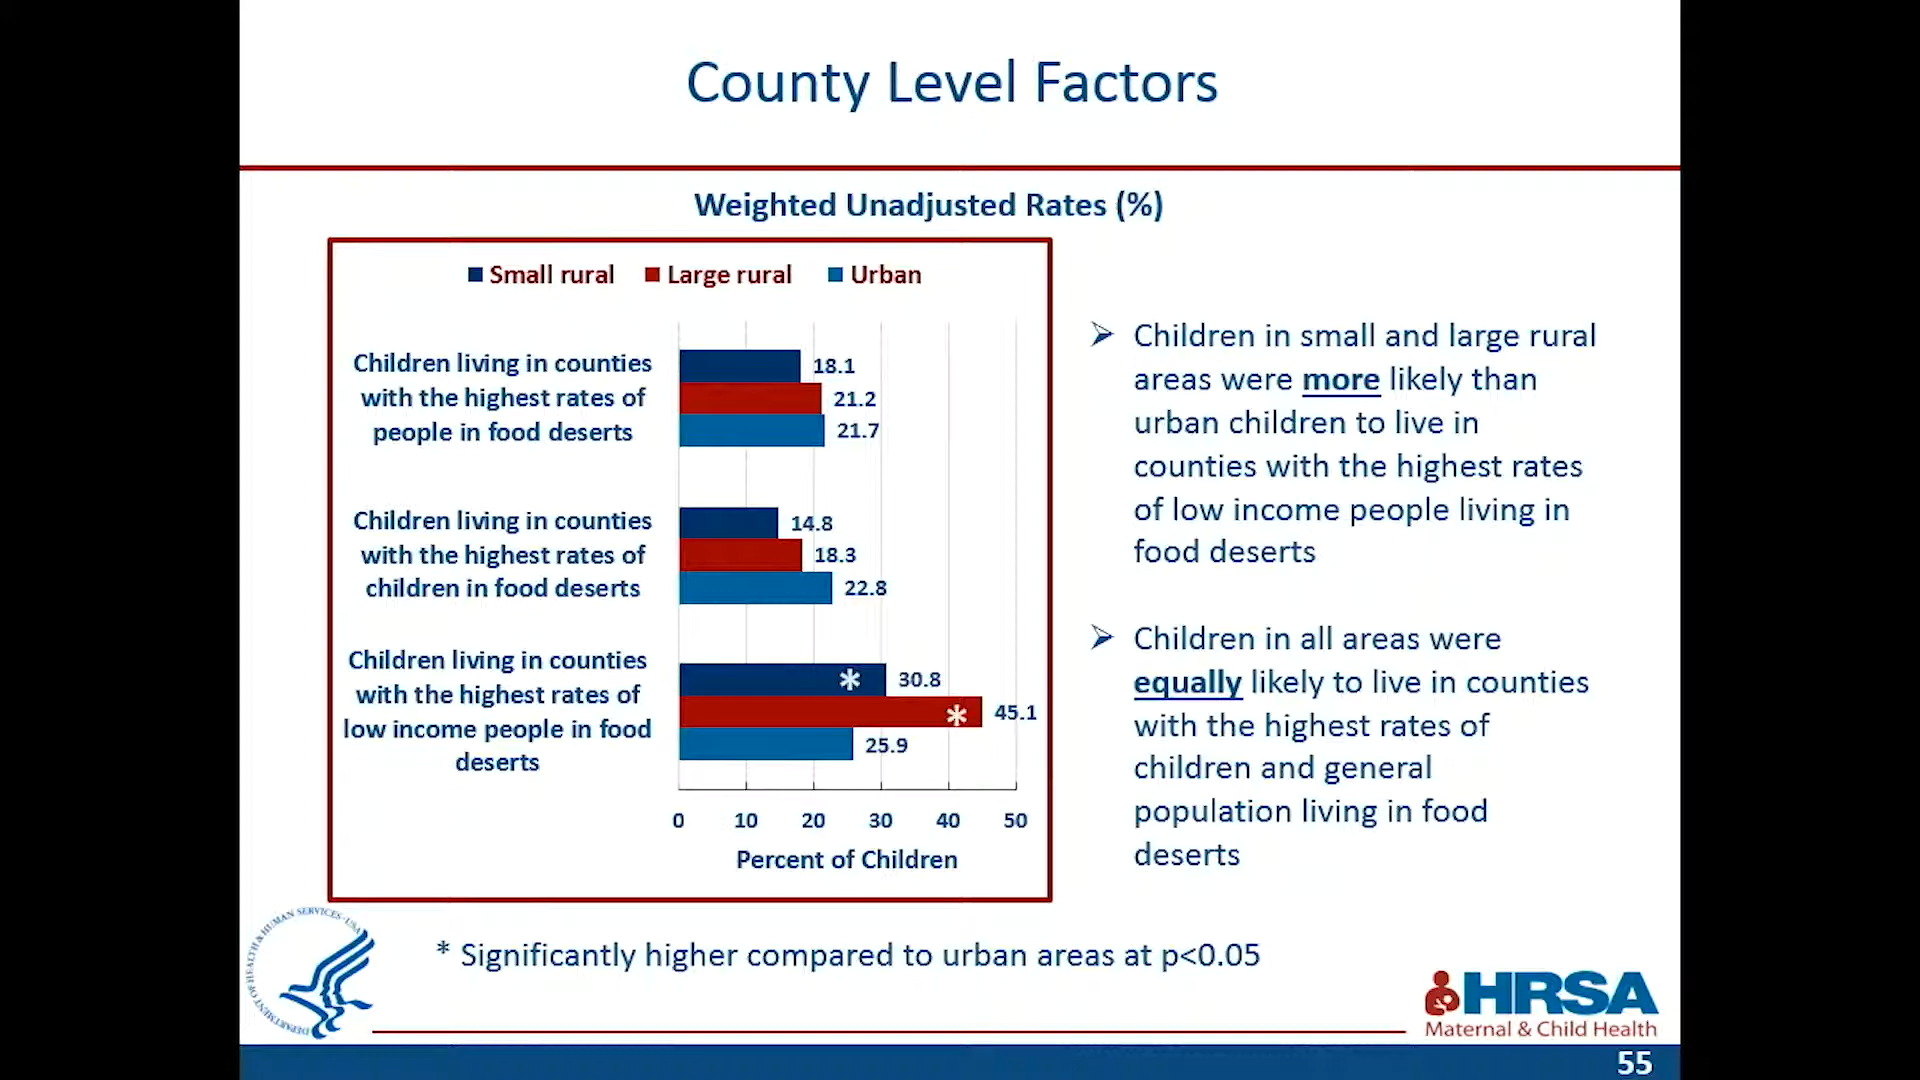 County Level Factors
Weighted Unadjusted Rates (%)
Small rural Large rural Urban
Children living in counties
with the highest rates of
people in food deserts
18.1
21.2
21.7
Children living in counties
with the highest rates of
children in food deserts
14.8
18.3
22.8
Children living in counties
with the highest rates of
low income people in food
deserts
* 30.8
* 45.1
25.9
0 10 20 30 40 50
Percent of Children
➢ Children in small and large rural
areas were more likely than
urban children to live in
counties with the highest rates
of low income people living in
food deserts
➢ Children in all areas were
equally likely to live in counties
with the highest rates of
children and general
population living in food
deserts
* Significantly higher compared to urban areas at p<0.05
DEPARTMENT OF HEALTH & HUMAN SERVICES · USA
HRSA
Maternal & Child Health
55